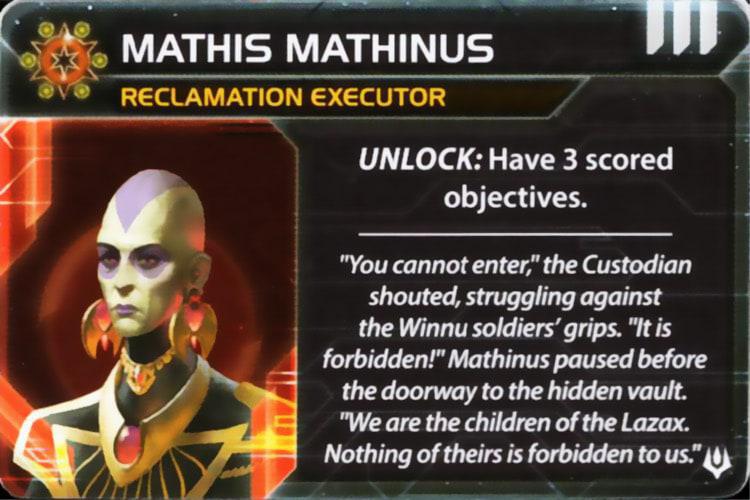 MATHIS MATHINUS
III
RECLAMATION EXECUTOR
UNLOCK: Have 3 scored
objectives.
"You cannot enter," the Custodian
shouted, struggling against
the Winnu soldiers' grips. "It is
forbidden!" Mathinus paused before
the doorway to the hidden vault.
"We are the children of the Lazax.
Nothing of theirs is forbidden to us."